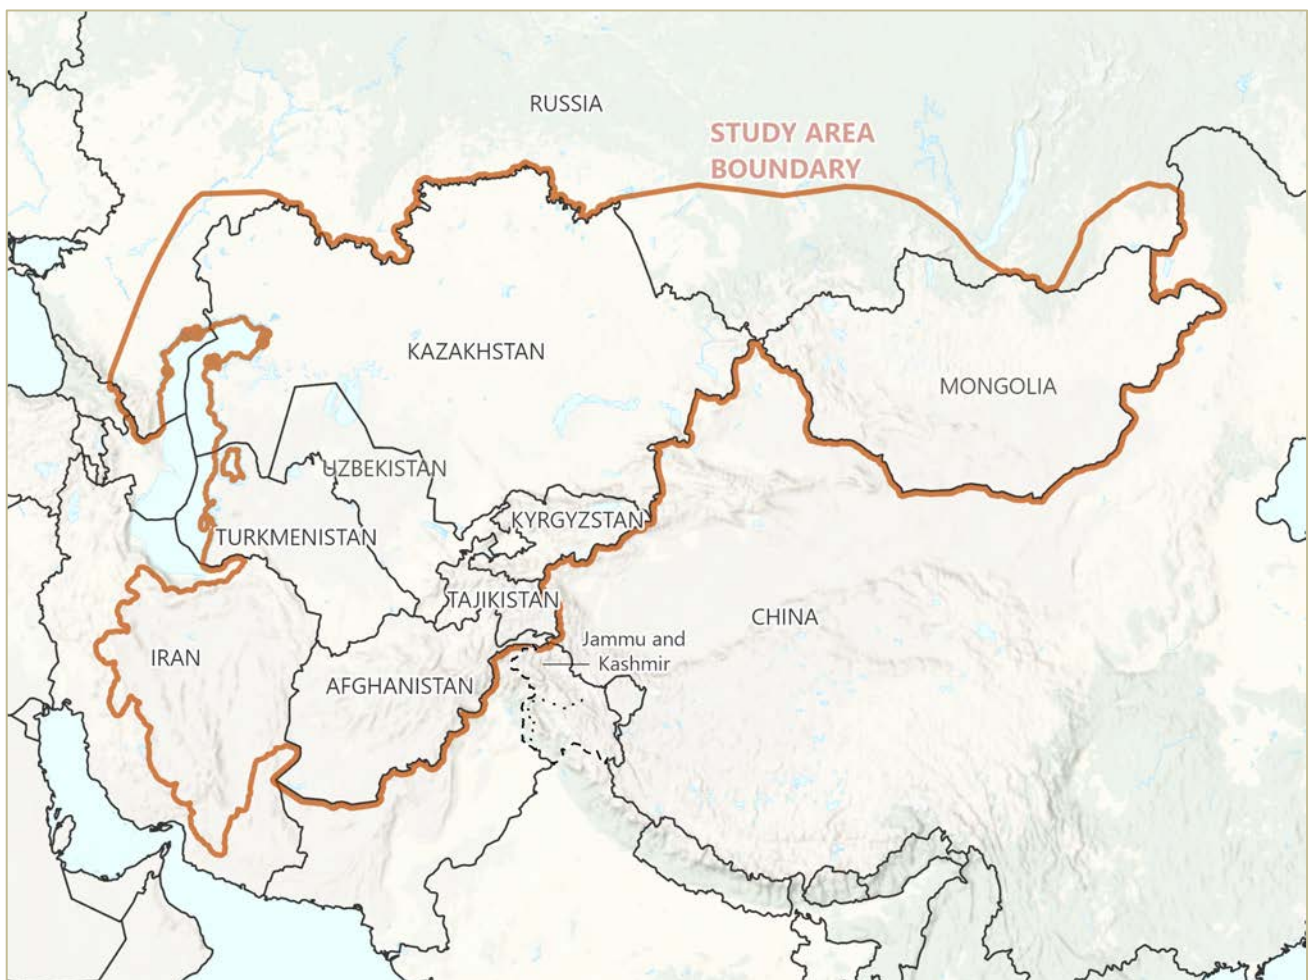 RUSSIA
STUDY AREA
BOUNDARY
KAZAKHSTAN
MONGOLIA
UZBEKISTAN
KYRGYZSTAN
TURKMENISTAN
TAJIKISTAN
CHINA
Jammu and
Kashmir
IRAN
AFGHANISTAN